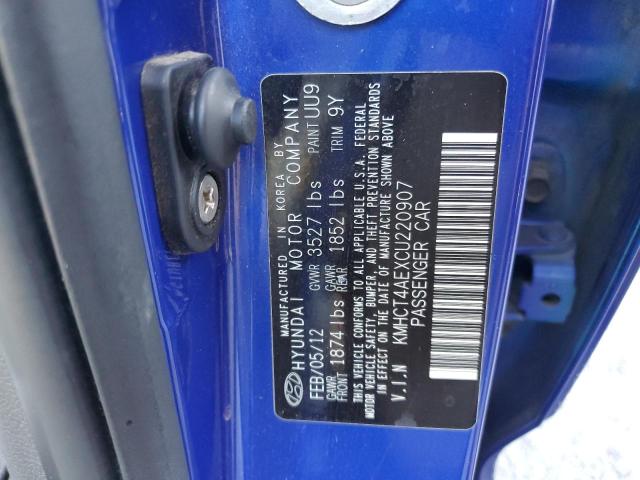 MANUFACTURED IN KOREA BY
HYUNDAI MOTOR COMPANY
FEB/05/12 GVWR 3527 lbs PAINT UU9
GAWR FRONT 1874 lbs GAWR REAR 1852 lbs TRIM 9Y
THIS VEHICLE CONFORMS TO ALL APPLICABLE U.S.A. FEDERAL
MOTOR VEHICLE SAFETY, BUMPER, AND THEFT PREVENTION STANDARDS
IN EFFECT ON THE DATE OF MANUFACTURE SHOWN ABOVE
V.I.N KMHCT4AEXCU220907
PASSENGER CAR